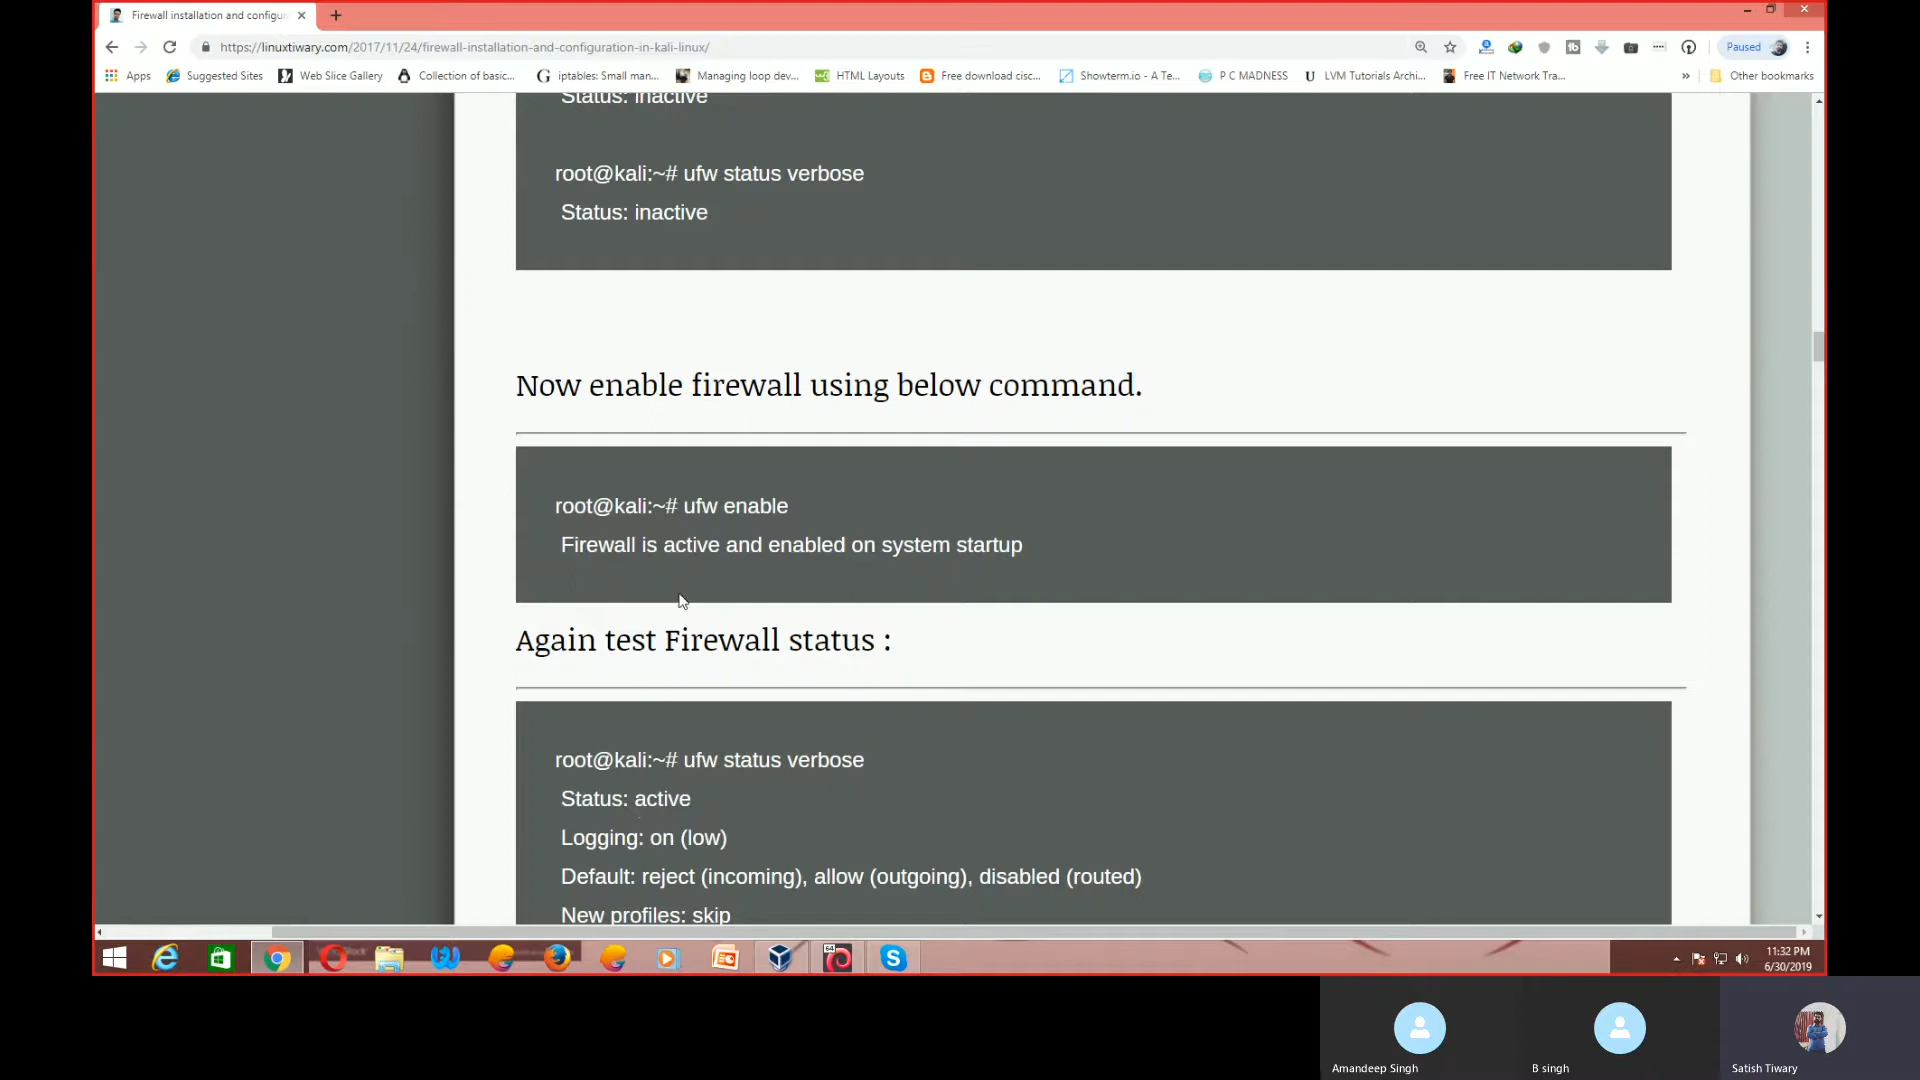 Firewall installation and configu
https://linuxtiwary.com/2017/11/24/firewall-installation-and-configuration-in-kali-linux/
Paused
Apps
Suggested Sites
Web Slice Gallery
Collection of basic...
iptables: Small man...
Managing loop dev...
HTML Layouts
Free download cisc...
Showterm.io - A Te...
P C MADNESS
LVM Tutorials Archi...
Free IT Network Tra...
»
Other bookmarks
Status: inactive
root@kali:~# ufw status verbose
Status: inactive
Now enable firewall using below command.
root@kali:~# ufw enable
Firewall is active and enabled on system startup
Again test Firewall status :
root@kali:~# ufw status verbose
Status: active
Logging: on (low)
Default: reject (incoming), allow (outgoing), disabled (routed)
New profiles: skip
11:32 PM
6/30/2019
Amandeep Singh
B singh
Satish Tiwary